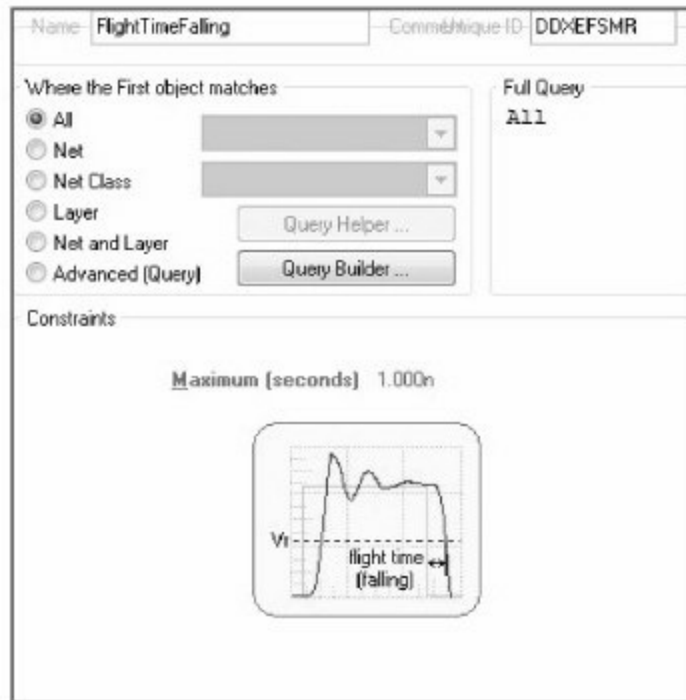 Name FlightTimeFalling Comment Unique ID DDXEFSMR
Where the First object matches
All
Net
Net Class
Layer
Net and Layer
Advanced (Query)
Query Helper ...
Query Builder ...
Full Query
All
Constraints
Maximum (seconds) 1.000n
flight time
(falling)